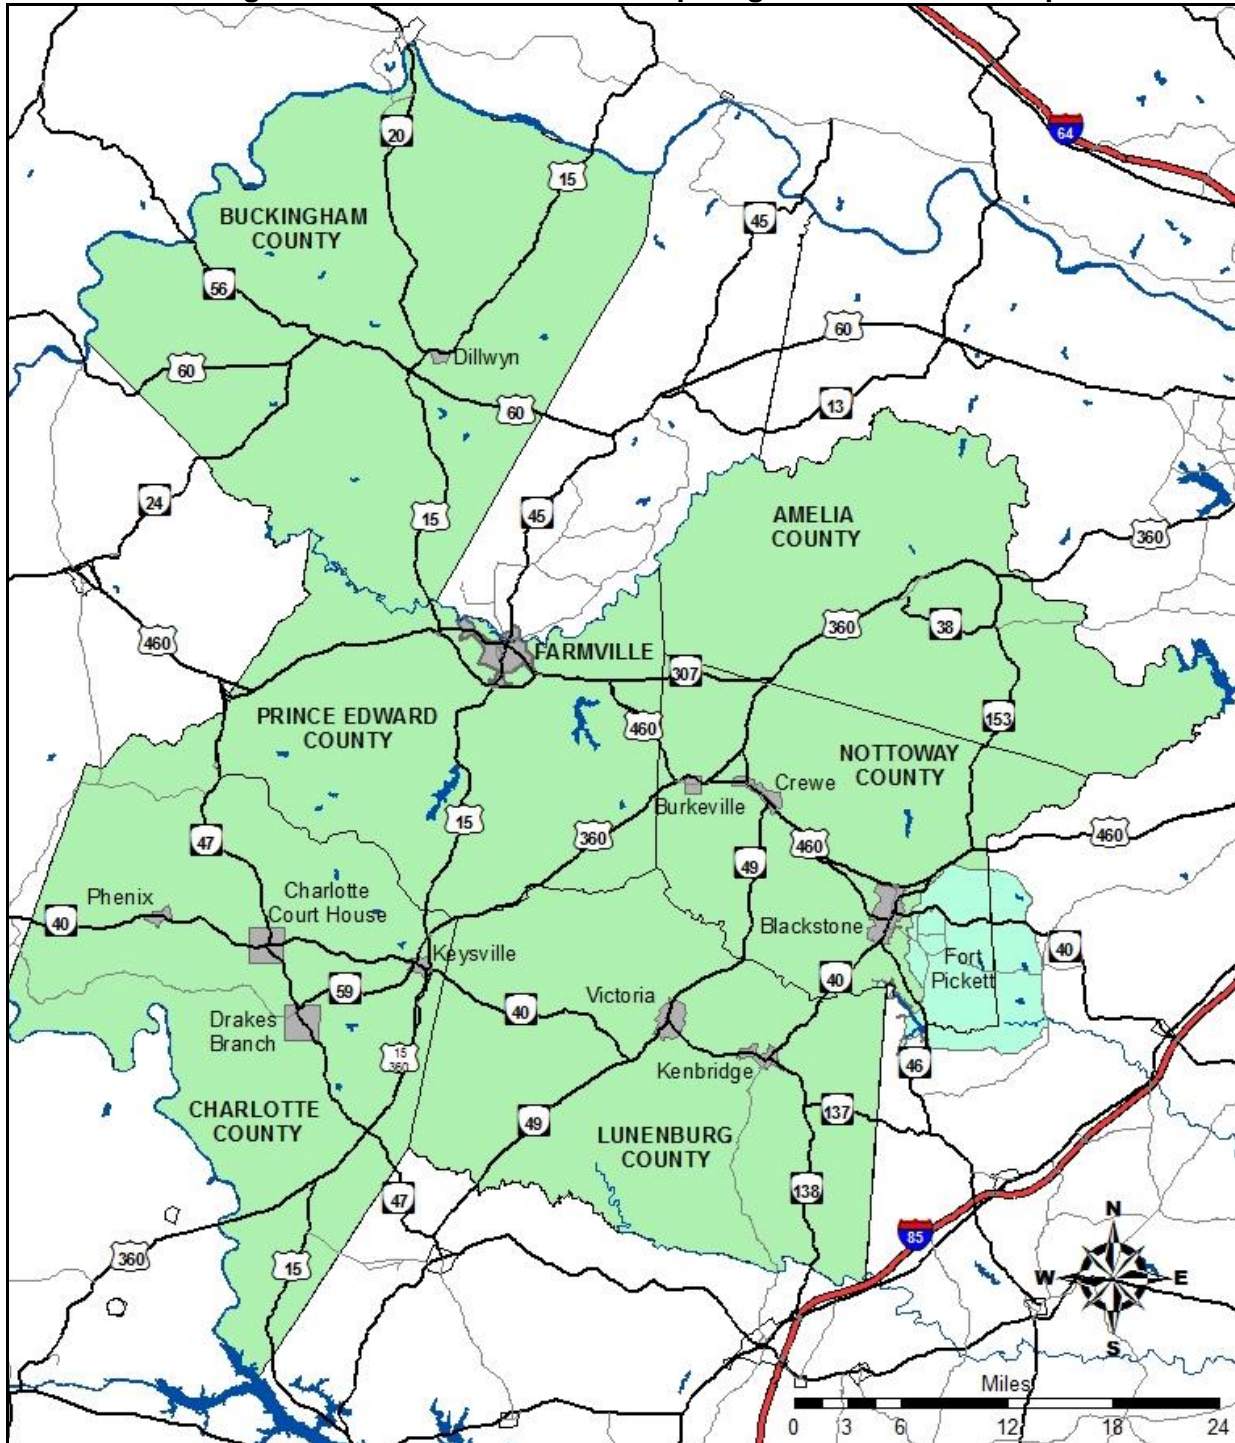 20
15
64
BUCKINGHAM
COUNTY
45
56
60
Dillwyn
60
60
13
24
15
45
AMELIA
COUNTY
360
460
360
38
FARMVILLE
307
PRINCE EDWARD
COUNTY
460
153
NOTTOWAY
COUNTY
Crewe
Burkeville
15
47
360
460
460
49
Phenix
Charlotte
Court House
40
Blackstone
Keysville
40
Fort
Pickett
59
40
Victoria
40
Drakes
Branch
15
360
Kenbridge
46
CHARLOTTE
COUNTY
49
137
LUNENBURG
COUNTY
47
138
85
360
15
N
W
E
S
Miles
0 3 6 12 18 24